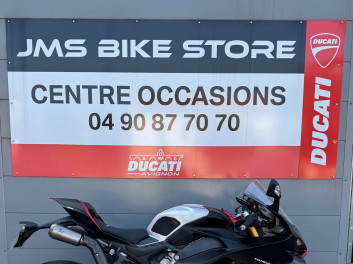 JMS BIKE STORE
DUCATI
CENTRE OCCASIONS
04 90 87 70 70
DUCATI
DUCATI
AVIGNON